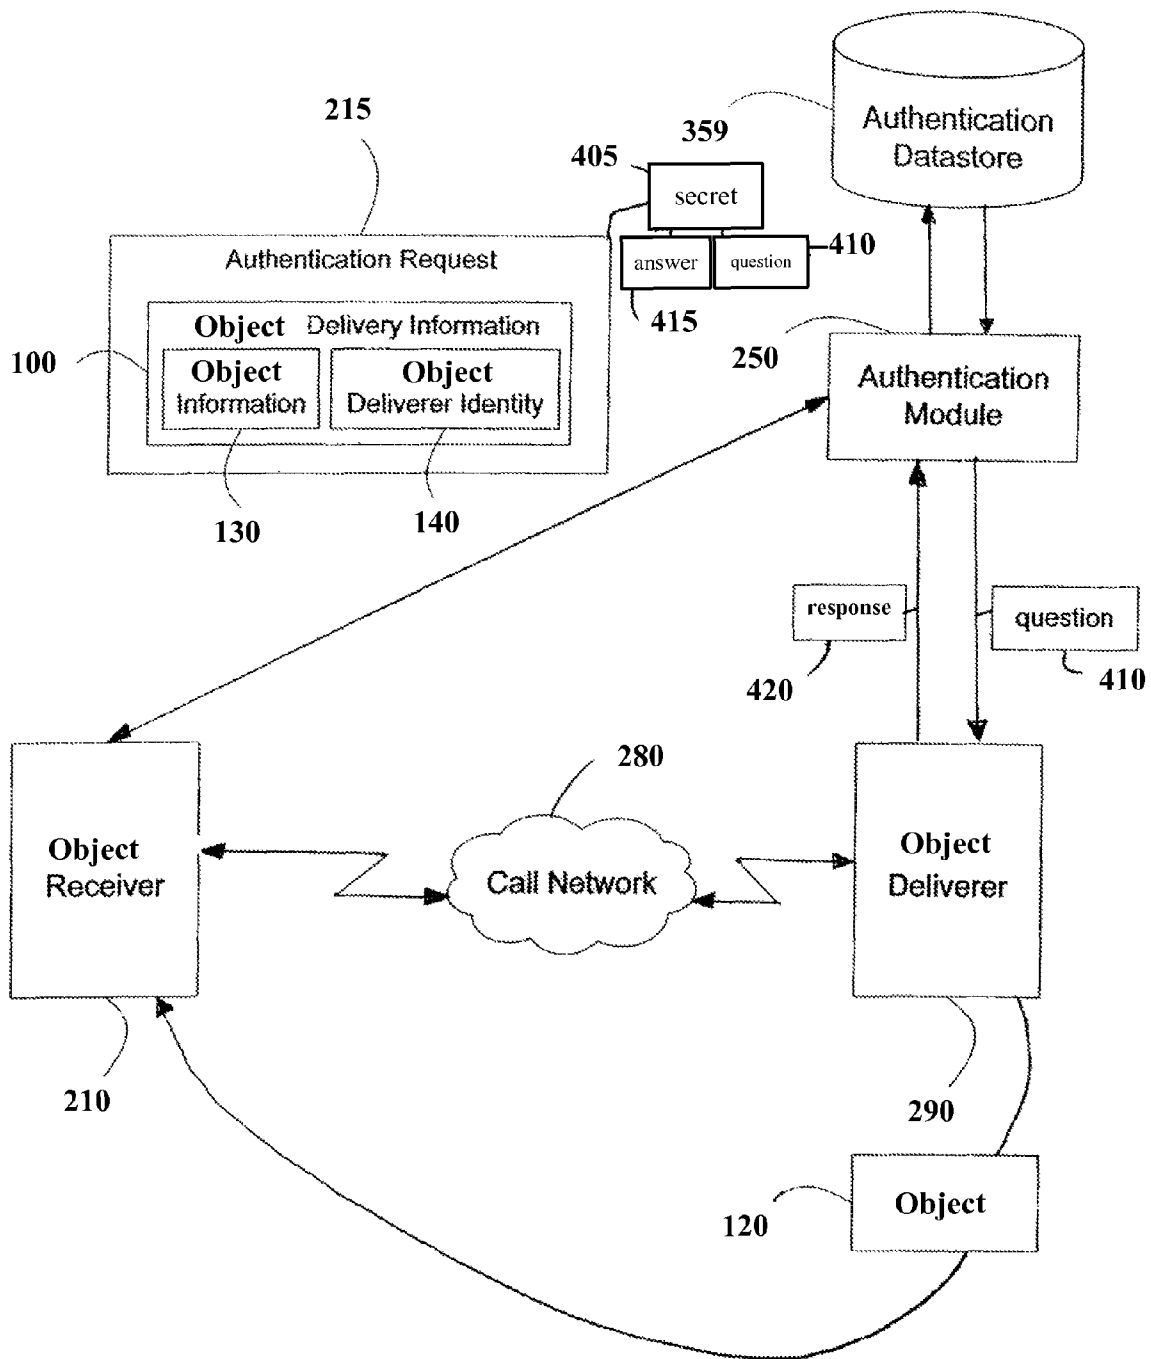 215
359
Authentication
Datastore
405
secret
410
answer
question
415
Authentication Request
Object Delivery Information
100
Object
Information
Object
Deliverer Identity
130
140
250
Authentication
Module
response
question
420
410
280
Object
Receiver
Call Network
Object
Deliverer
210
290
120
Object